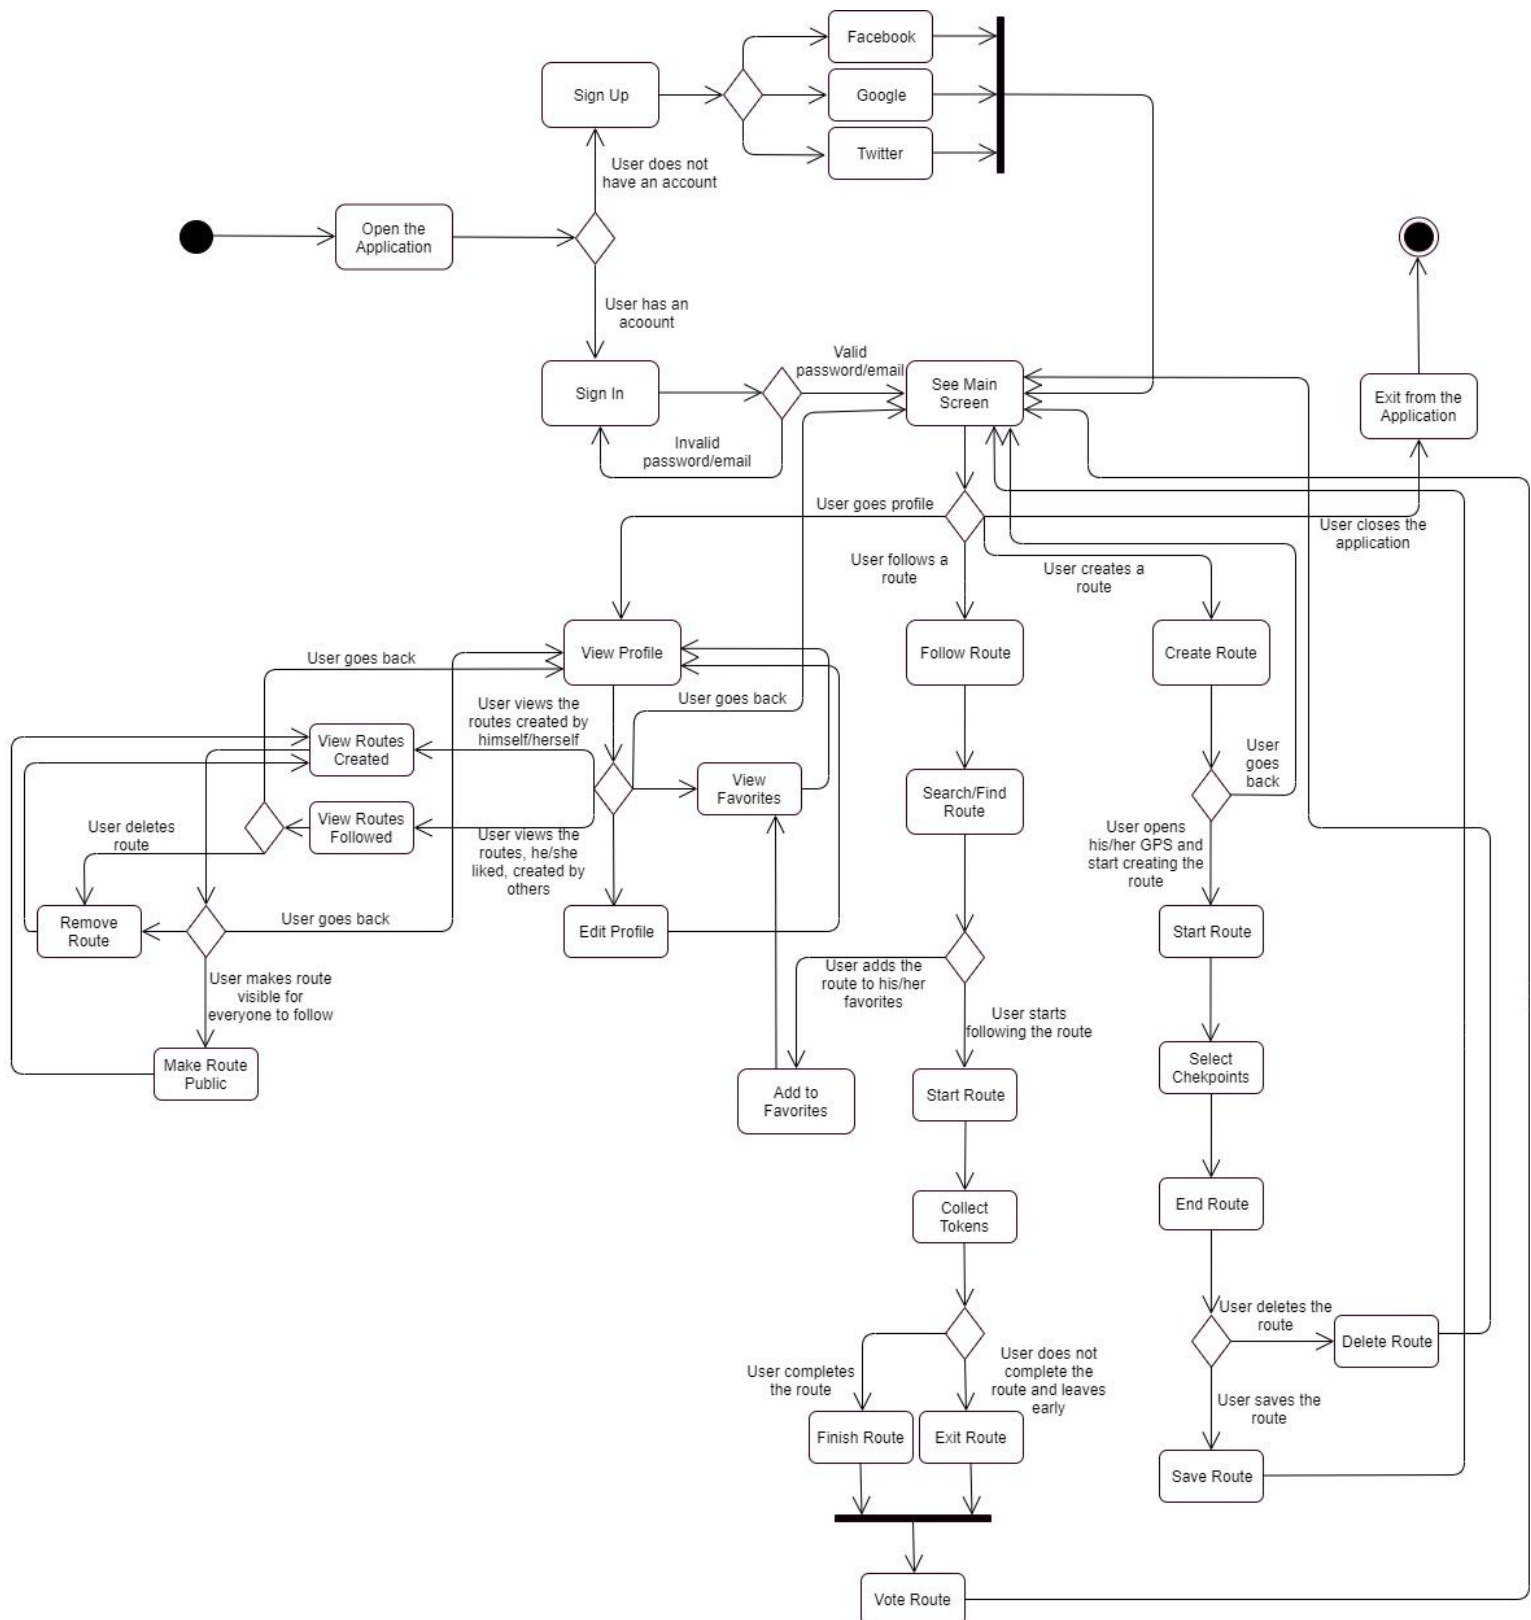 Facebook
Sign Up
Google
Twitter
User does not
have an account
Open the
Application
User has an
acoount
Valid
password/email
Sign In
See Main
Screen
Exit from the
Application
Invalid
password/email
User goes profile
User closes the
application
User follows a
route
User creates a
route
View Profile
Follow Route
Create Route
User goes back
User goes back
User views the
routes created by
himself/herself
View Routes
Created
View
Favorites
User
goes
back
Search/Find
Route
View Routes
Followed
User deletes
route
User views the
routes, he/she
liked, created by
others
User opens
his/her GPS and
start creating the
route
Remove
Route
User goes back
Edit Profile
Start Route
User makes route
visible for
everyone to follow
User adds the
route to his/her
favorites
User starts
following the route
Make Route
Public
Add to
Favorites
Start Route
Select
Chekpoints
Collect
Tokens
End Route
User deletes the
route
Delete Route
User completes
the route
User does not
complete the
route and leaves
early
User saves the
route
Finish Route
Exit Route
Save Route
Vote Route